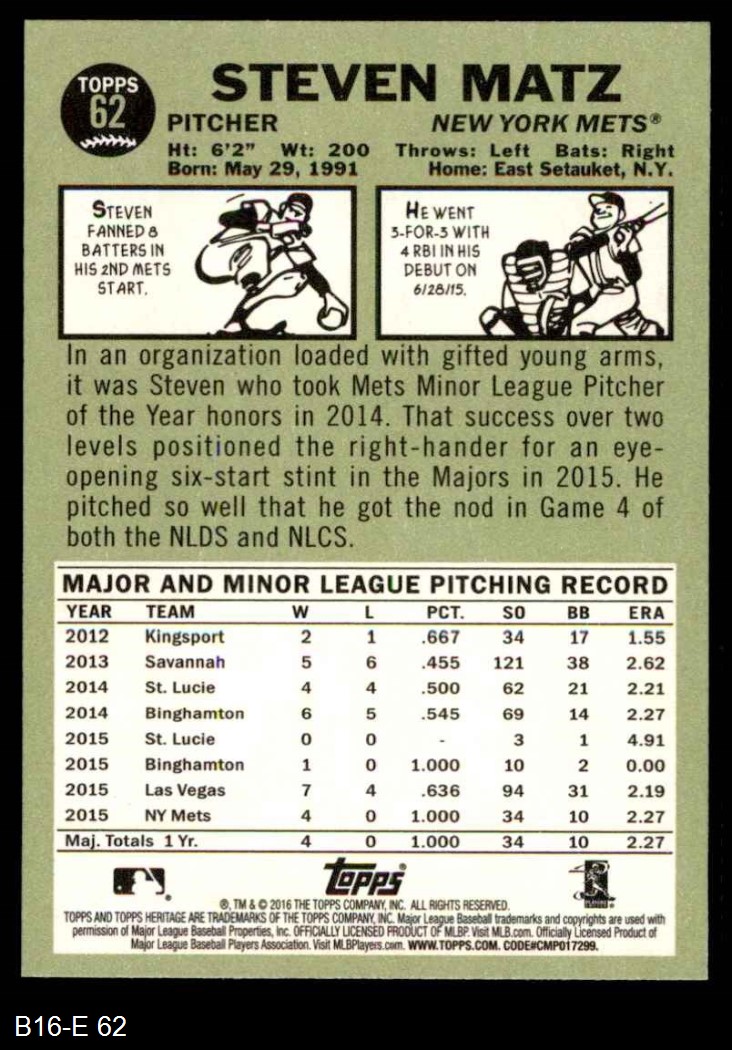 TOPPS
62
STEVEN MATZ
PITCHER NEW YORK METS®
Ht: 6'2" Wt: 200 Throws: Left Bats: Right
Born: May 29, 1991 Home: East Setauket, N.Y.
STEVEN
FANNED 8
BATTERS IN
HIS 2ND METS
START.
HE WENT
3-FOR-3 WITH
4 RBI IN HIS
DEBUT ON
6/28/15.
In an organization loaded with gifted young arms,
it was Steven who took Mets Minor League Pitcher
of the Year honors in 2014. That success over two
levels positioned the right-hander for an eye-
opening six-start stint in the Majors in 2015. He
pitched so well that he got the nod in Game 4 of
both the NLDS and NLCS.
MAJOR AND MINOR LEAGUE PITCHING RECORD
YEAR TEAM W L PCT. SO BB ERA
2012 Kingsport 2 1 .667 34 17 1.55
2013 Savannah 5 6 .455 121 38 2.62
2014 St. Lucie 4 4 .500 62 21 2.21
2014 Binghamton 6 5 .545 69 14 2.27
2015 St. Lucie 0 0 - 3 1 4.91
2015 Binghamton 1 0 1.000 10 2 0.00
2015 Las Vegas 7 4 .636 94 31 2.19
2015 NY Mets 4 0 1.000 34 10 2.27
Maj. Totals 1 Yr. 4 0 1.000 34 10 2.27
topps®
®, TM & © 2016 THE TOPPS COMPANY, INC. ALL RIGHTS RESERVED.
TOPPS AND TOPPS HERITAGE ARE TRADEMARKS OF THE TOPPS COMPANY, INC. Major League Baseball trademarks and copyrights are used with
permission of Major League Baseball Properties, Inc. OFFICIALLY LICENSED PRODUCT OF MLBP. Visit MLB.com. Officially Licensed Product of
Major League Baseball Players Association. Visit MLBPlayers.com. WWW.TOPPS.COM. CODE#CMP017299.
B16-E 62